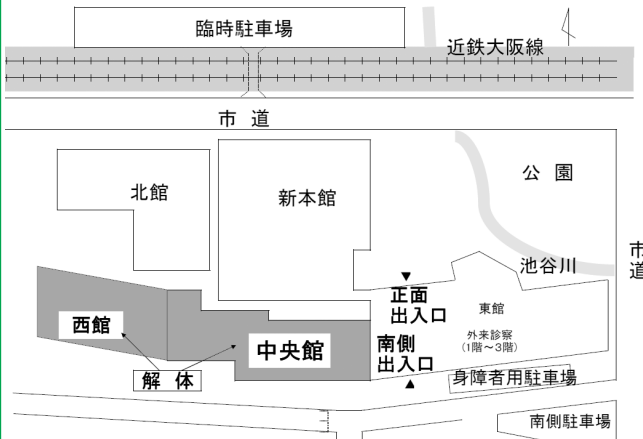 臨時駐車場
近鉄大阪線
市 道
公 園
北館
新本館
市
道
池谷川
正面
出入口
東館
西館
中央館
南側
出入口
外来診察
(1階～3階)
解 体
身障者用駐車場
南側駐車場